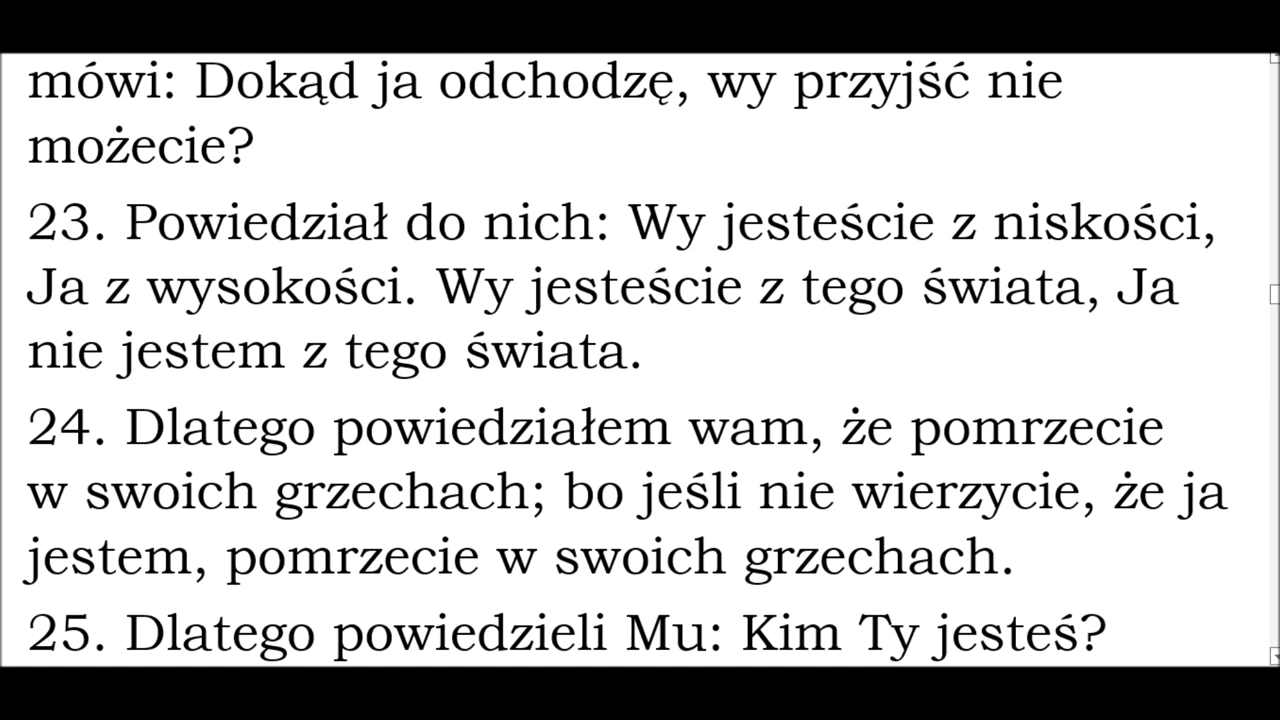 mówi: Dokąd ja odchodzę, wy przyjść nie
możecie?
23. Powiedział do nich: Wy jesteście z niskości,
Ja z wysokości. Wy jesteście z tego świata, Ja
nie jestem z tego świata.
24. Dlatego powiedziałem wam, że pomrzecie
w swoich grzechach; bo jeśli nie wierzycie, że ja
jestem, pomrzecie w swoich grzechach.
25. Dlatego powiedzieli Mu: Kim Ty jesteś?